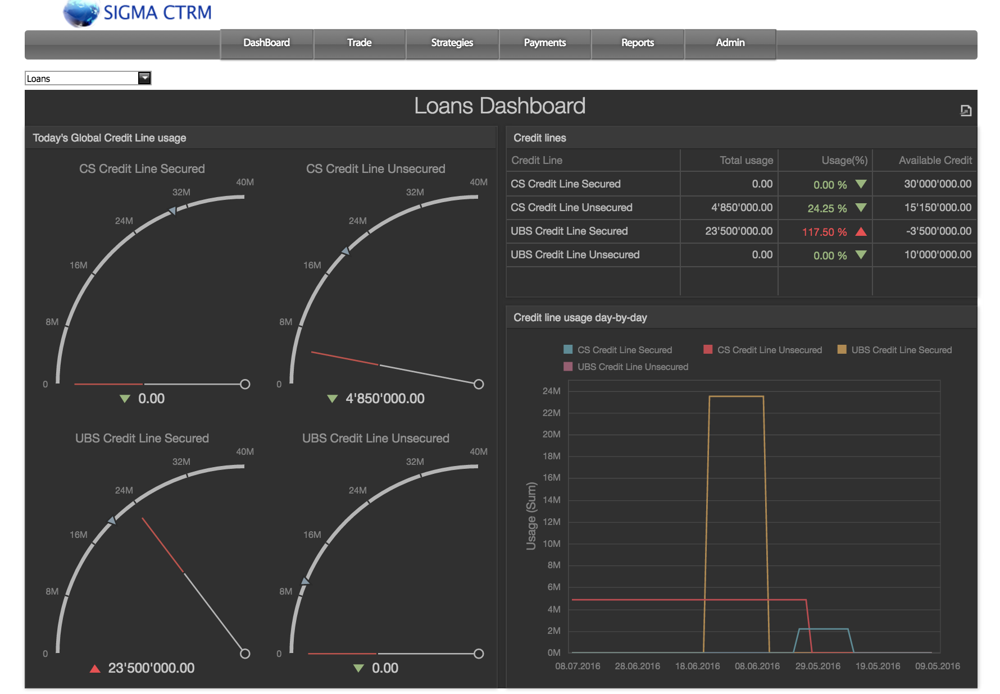 SIGMA CTRM
DashBoard Trade Strategies Payments Reports Admin
Loans
Loans Dashboard
Today's Global Credit Line usage
CS Credit Line Secured
0 8M 16M 24M 32M 40M
0.00
CS Credit Line Unsecured
0 8M 16M 24M 32M 40M
4'850'000.00
UBS Credit Line Secured
0 8M 16M 24M 32M 40M
23'500'000.00
UBS Credit Line Unsecured
0 8M 16M 24M 32M 40M
0.00
Credit lines
Credit Line Total usage Usage(%) Available Credit
CS Credit Line Secured 0.00 0.00 % 30'000'000.00
CS Credit Line Unsecured 4'850'000.00 24.25 % 15'150'000.00
UBS Credit Line Secured 23'500'000.00 117.50 % -3'500'000.00
UBS Credit Line Unsecured 0.00 0.00 % 10'000'000.00
Credit line usage day-by-day
CS Credit Line Secured CS Credit Line Unsecured UBS Credit Line Secured
UBS Credit Line Unsecured
Usage (Sum)
24M
22M
20M
18M
16M
14M
12M
10M
8M
6M
4M
2M
0M
08.07.2016 28.06.2016 18.06.2016 08.06.2016 29.05.2016 19.05.2016 09.05.2016